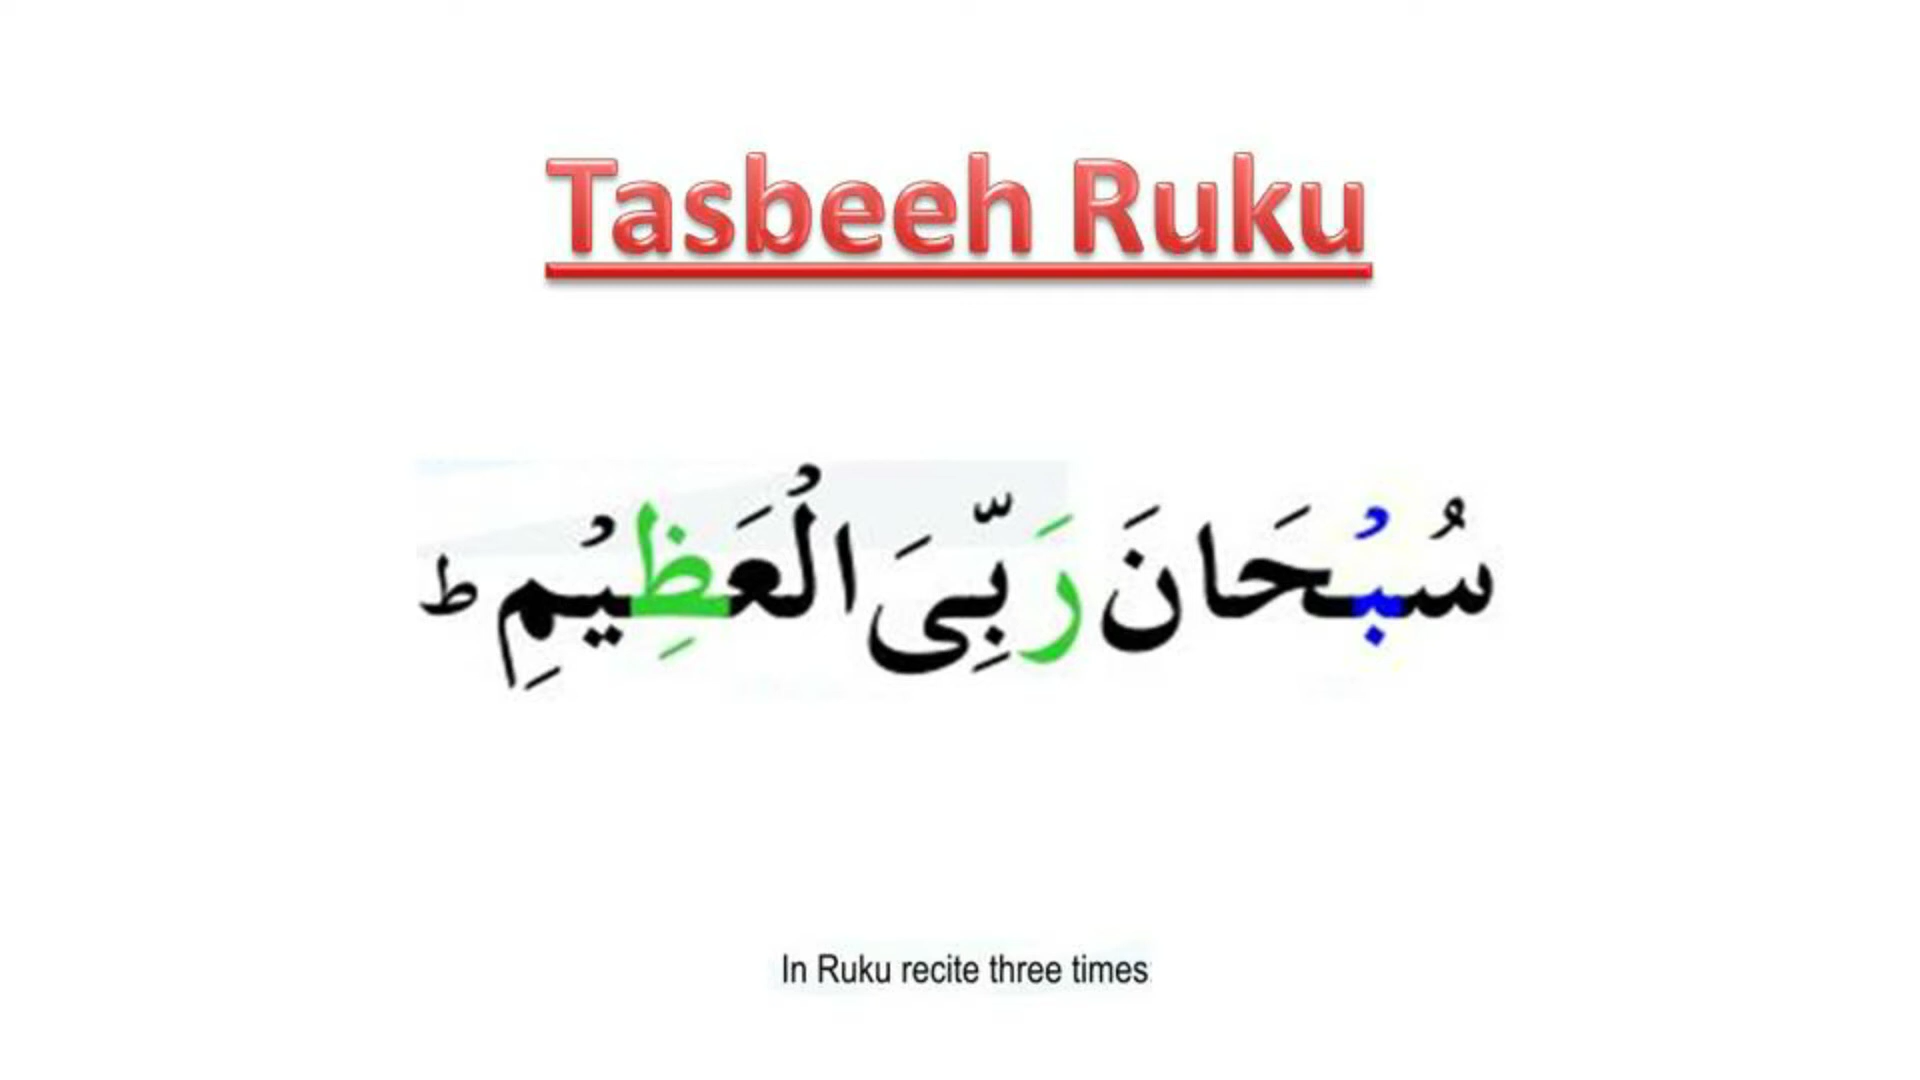 Tasbeeh Ruku
سُبْحَانَ رَبِّیَ الْعَظِیْمِ ط
In Ruku recite three times